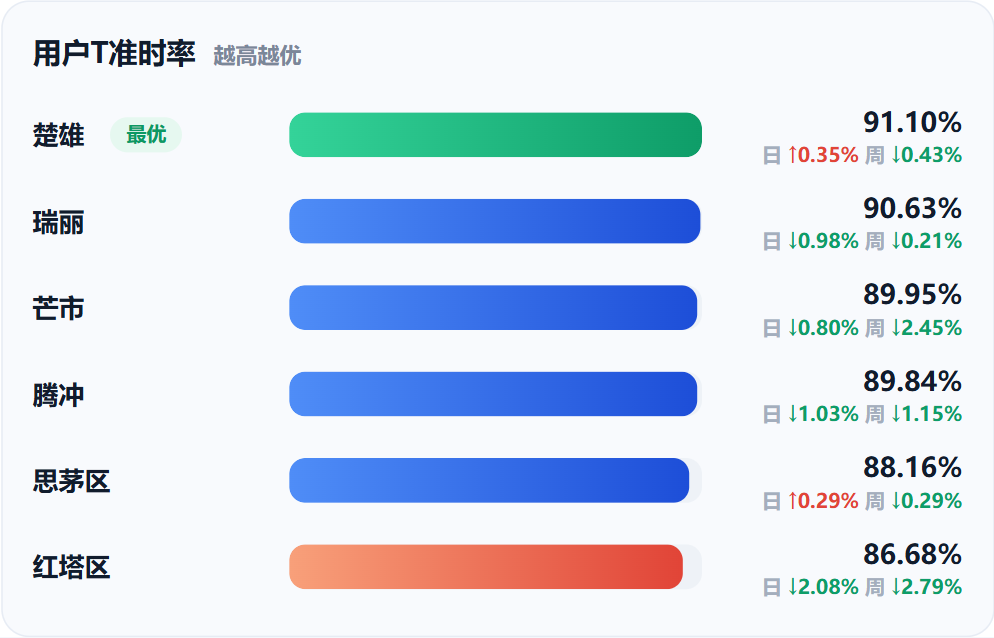 用户T准时率 越高越优
楚雄 最优 91.10%
日 ↑0.35% 周 ↓0.43%
瑞丽 90.63%
日 ↓0.98% 周 ↓0.21%
芒市 89.95%
日 ↓0.80% 周 ↓2.45%
腾冲 89.84%
日 ↓1.03% 周 ↓1.15%
思茅区 88.16%
日 ↑0.29% 周 ↓0.29%
红塔区 86.68%
日 ↓2.08% 周 ↓2.79%